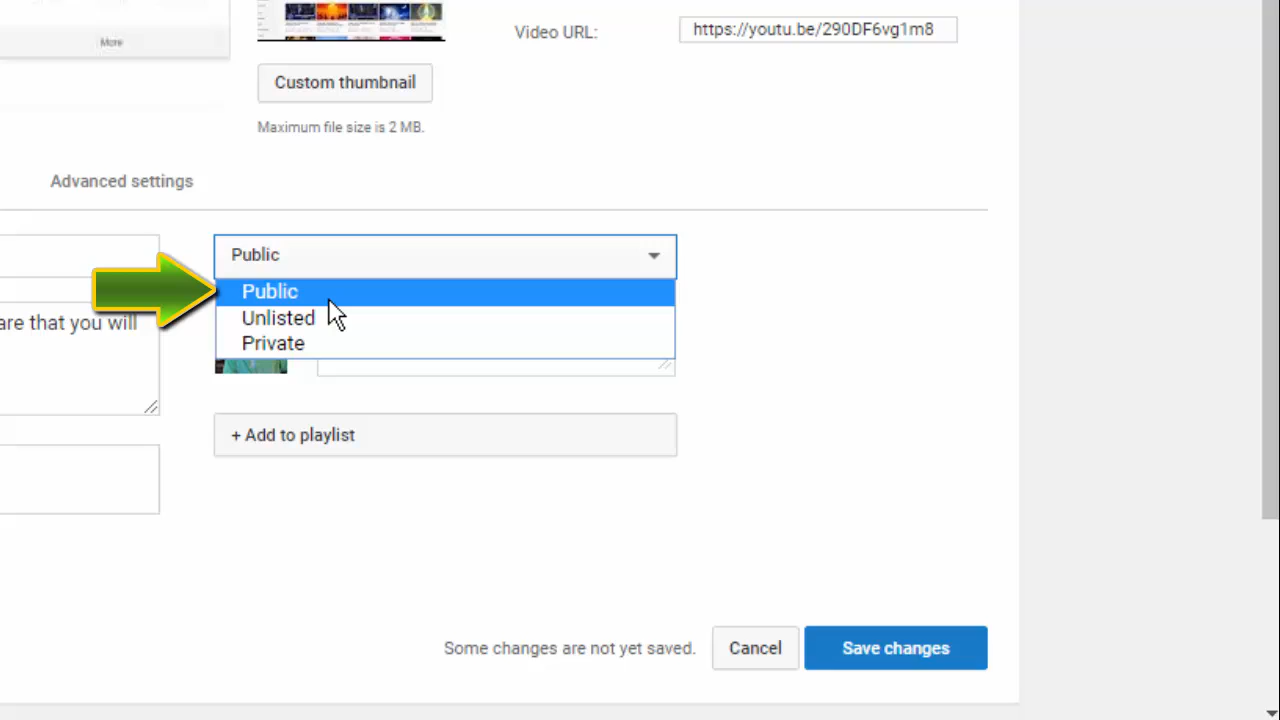 More
Video URL:
https://youtu.be/290DF6vg1m8
Custom thumbnail
Maximum file size is 2 MB.
Advanced settings
Public
Public
Unlisted
Private
are that you will
+ Add to playlist
Some changes are not yet saved.
Cancel
Save changes